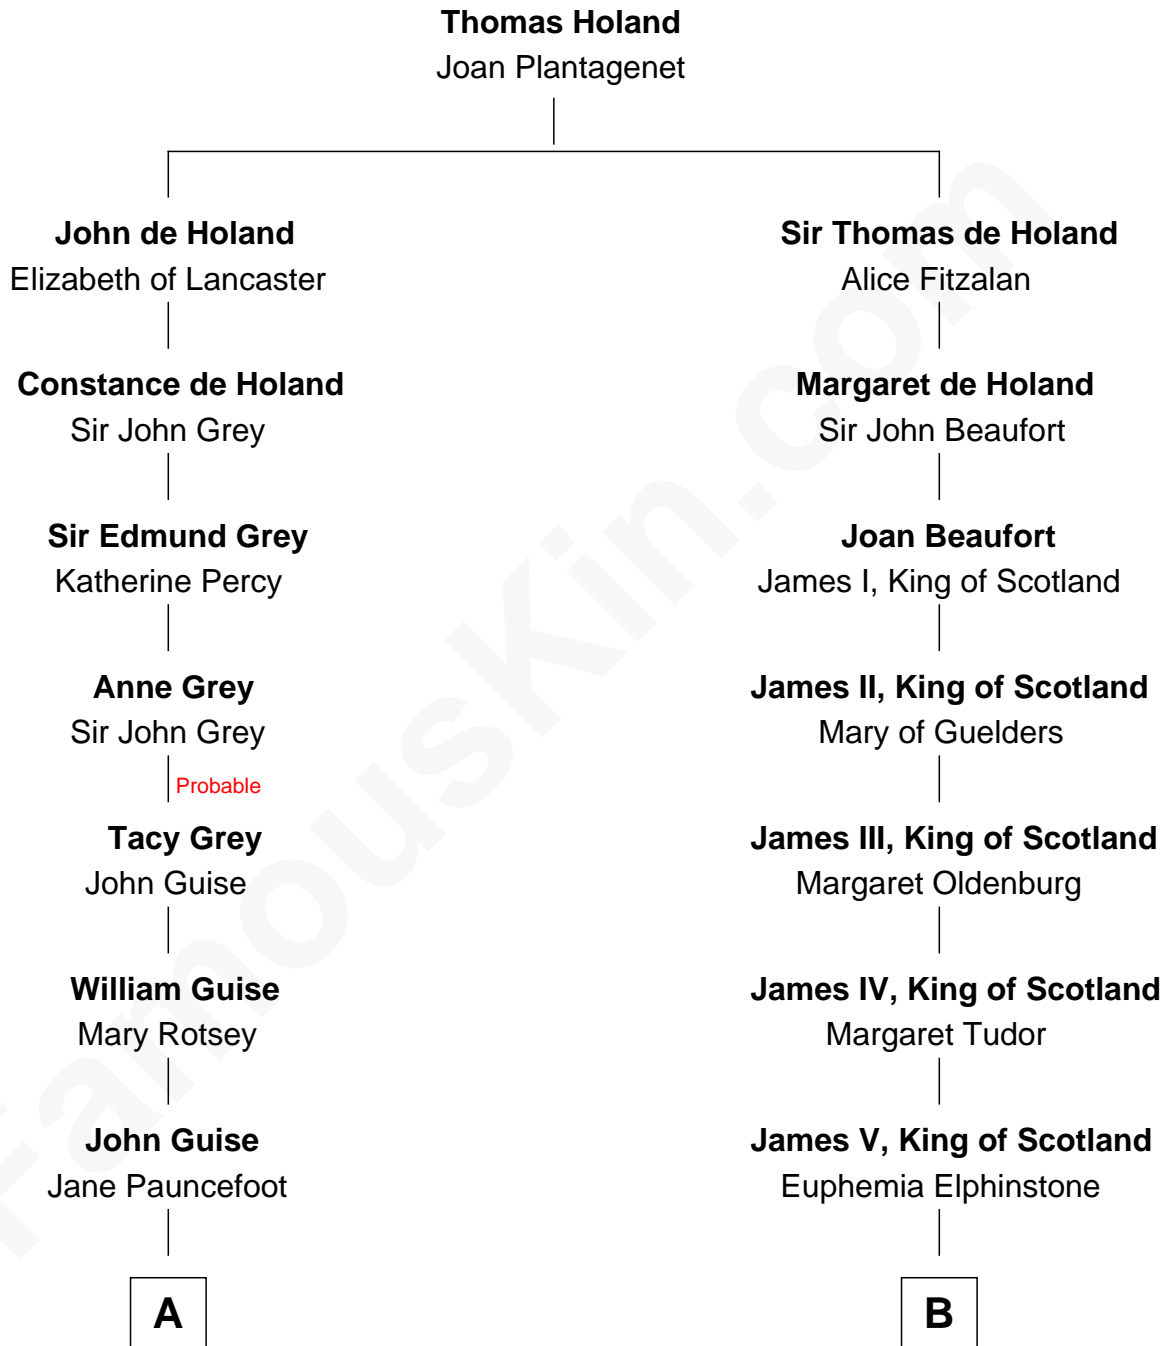 Thomas Holand
Joan Plantagenet
John de Holand
Elizabeth of Lancaster
Constance de Holand
Sir John Grey
Sir Edmund Grey
Katherine Percy
Anne Grey
Sir John Grey
Probable
Tacy Grey
John Guise
William Guise
Mary Rotsey
John Guise
Jane Pauncefoot
A
Sir Thomas de Holand
Alice Fitzalan
Margaret de Holand
Sir John Beaufort
Joan Beaufort
James I, King of Scotland
James II, King of Scotland
Mary of Guelders
James III, King of Scotland
Margaret Oldenburg
James IV, King of Scotland
Margaret Tudor
James V, King of Scotland
Euphemia Elphinstone
B
FamousKin.com